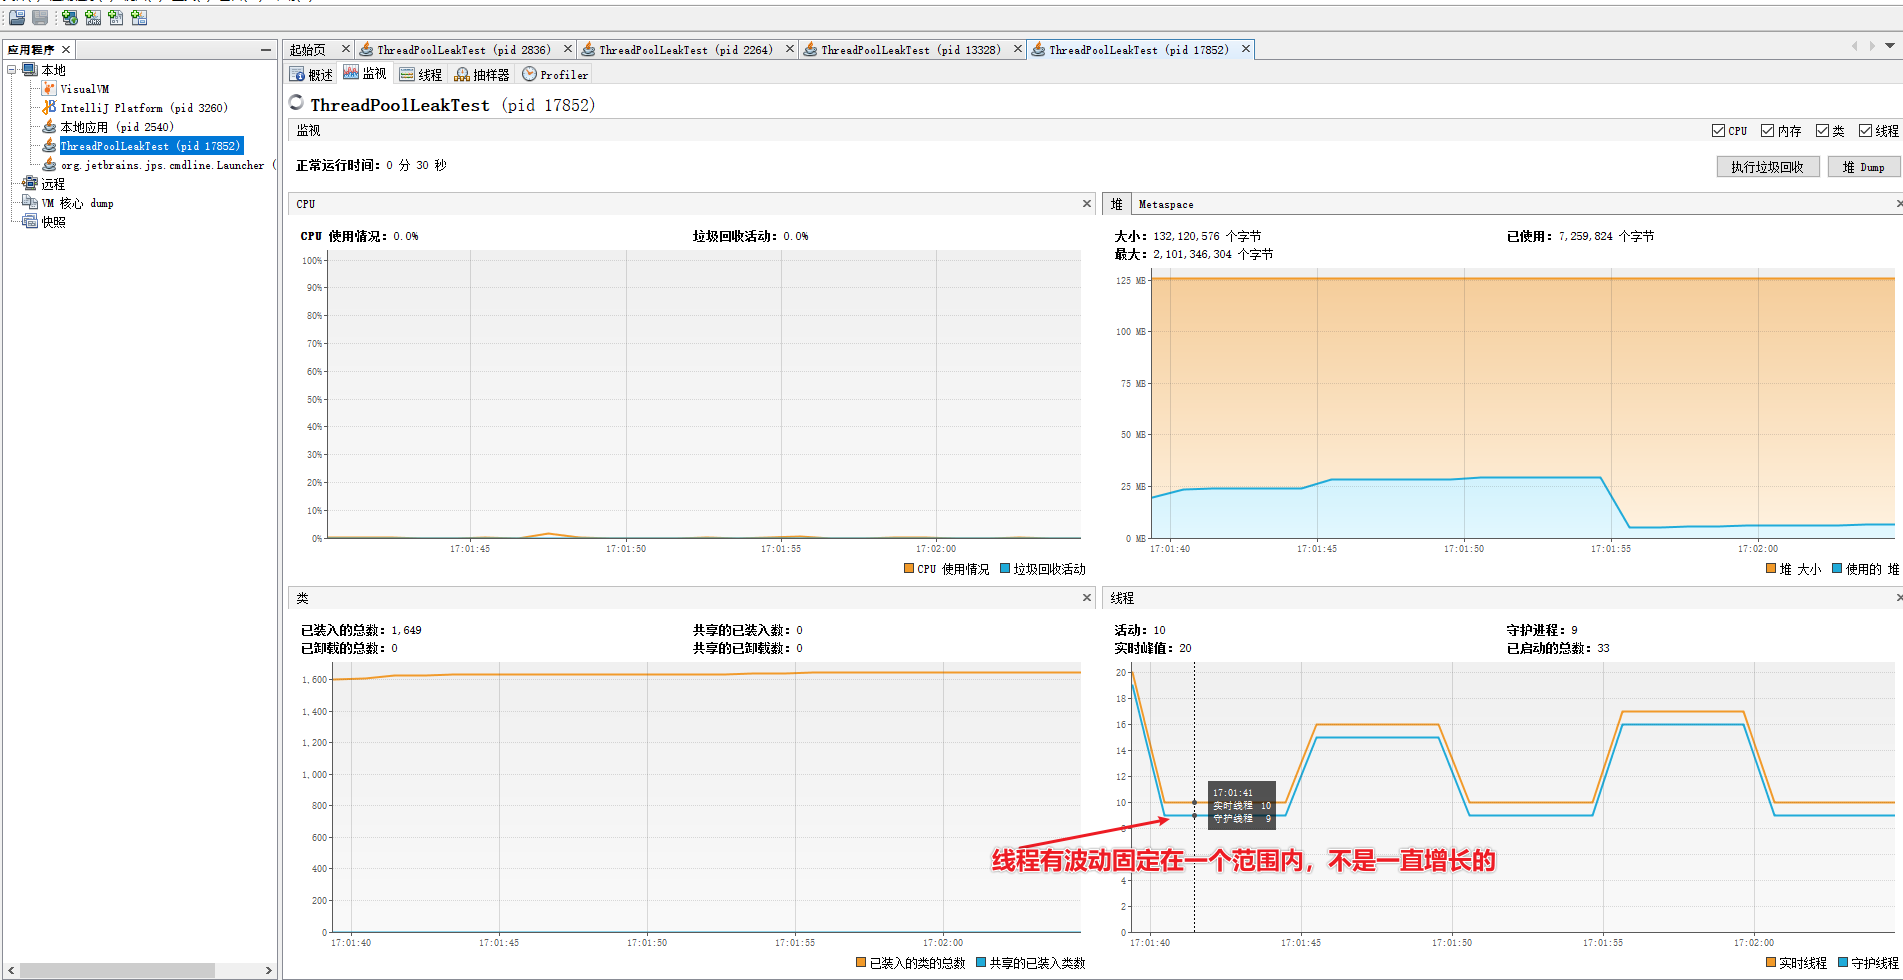 应用程序
本地
VisualVM
IntelliJ Platform (pid 3260)
本地应用 (pid 2540)
ThreadPoolLeakTest (pid 17852)
org.jetbrains.jps.cmdline.Launcher (
远程
VM 核心 dump
快照
起始页
ThreadPoolLeakTest (pid 2836)
ThreadPoolLeakTest (pid 2264)
ThreadPoolLeakTest (pid 13328)
ThreadPoolLeakTest (pid 17852)
概述 监视 线程 抽样器 Profiler
ThreadPoolLeakTest (pid 17852)
监视
CPU 内存 类 线程
正常运行时间: 0 分 30 秒
执行垃圾回收 堆 Dump
CPU
CPU 使用情况: 0.0%
垃圾回收活动: 0.0%
100%
90%
80%
70%
60%
50%
40%
30%
20%
10%
0%
17:01:45 17:01:50 17:01:55 17:02:00
CPU 使用情况 垃圾回收活动
堆 Metaspace
大小: 132,120,576 个字节
已使用: 7,259,824 个字节
最大: 2,101,346,304 个字节
125 MB
100 MB
75 MB
50 MB
25 MB
0 MB
17:01:40 17:01:45 17:01:50 17:01:55 17:02:00
堆 大小 使用的 堆
类
已装入的总数: 1,649
共享的已装入数: 0
已卸载的总数: 0
共享的已卸载数: 0
1,600
1,400
1,200
1,000
800
600
400
200
0
17:01:40 17:01:45 17:01:50 17:01:55 17:02:00
已装入的类的总数 共享的已装入类数
线程
活动: 10
守护进程: 9
实时峰值: 20
已启动的总数: 33
20
18
16
14
12
10
8
4
2
0
17:01:41
实时线程 10
守护线程 9
线程有波动固定在一个范围内，不是一直增长的
17:01:40 17:01:45 17:01:50 17:01:55 17:02:00
实时线程 守护线程